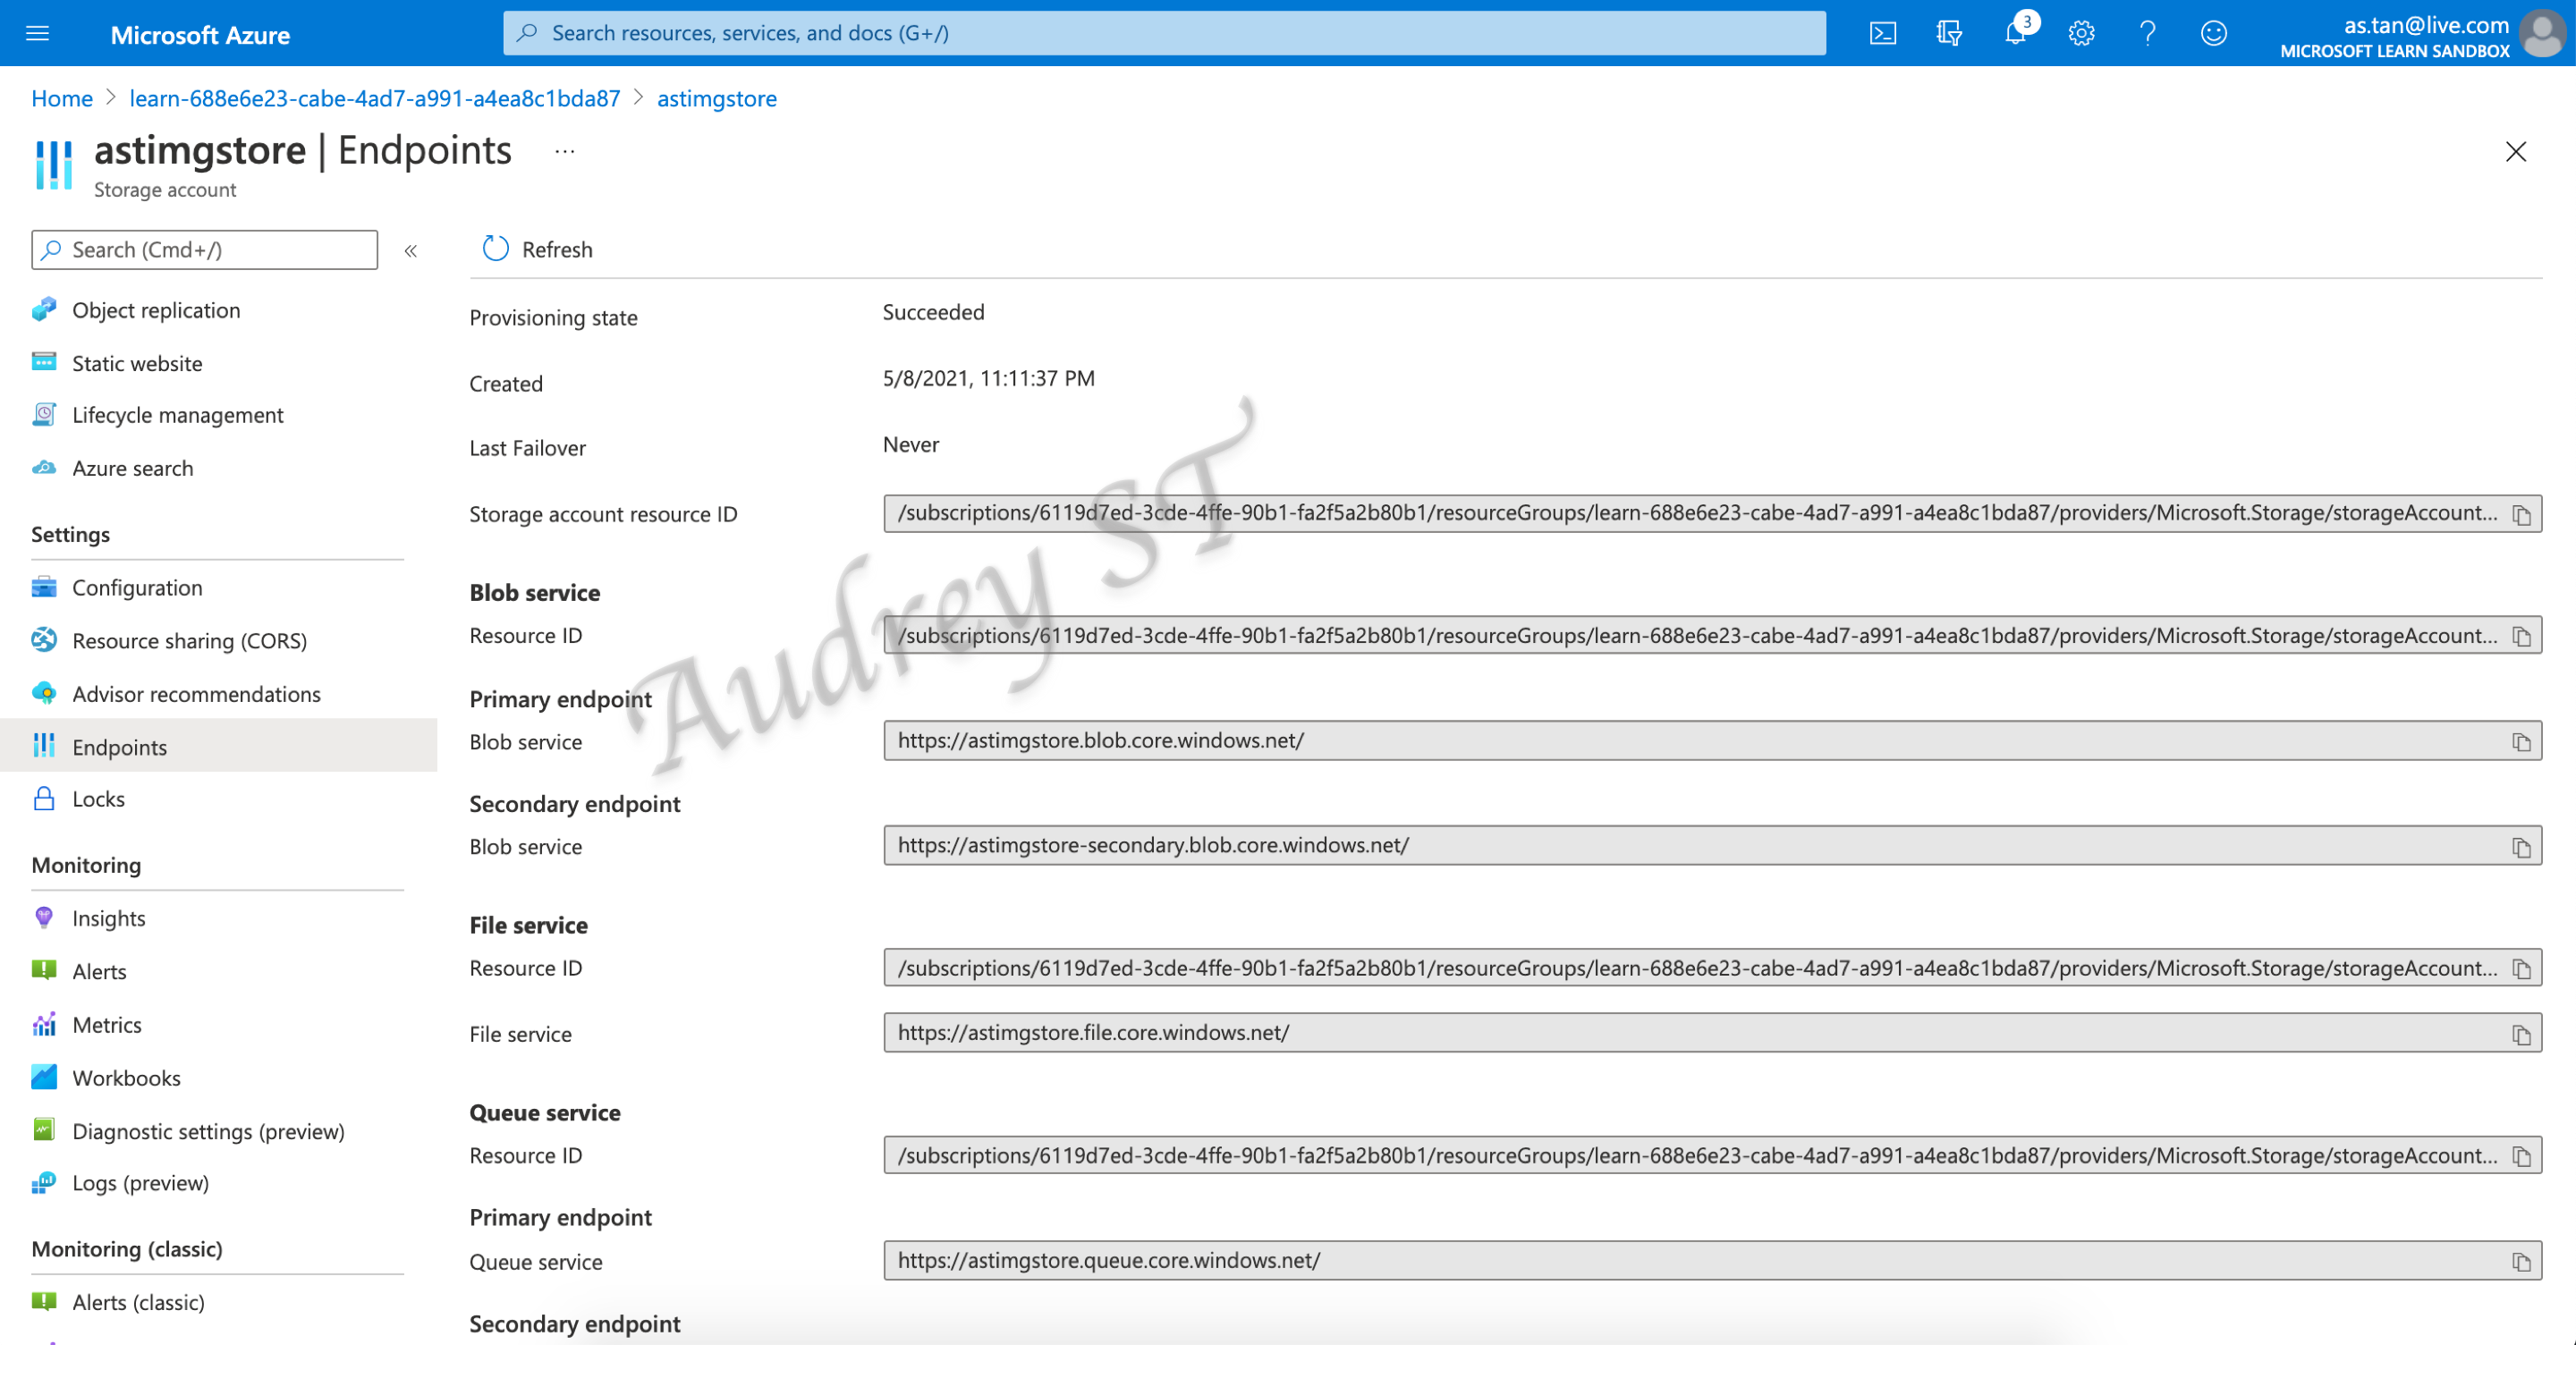 Microsoft Azure
Search resources, services, and docs (G+/)
3
as.tan@live.com
MICROSOFT LEARN SANDBOX
Home > learn-688e6e23-cabe-4ad7-a991-a4ea8c1bda87 > astimgstore
astimgstore | Endpoints ...
Storage account
Search (Cmd+/)
«
Object replication
Static website
Lifecycle management
Azure search
Settings
Configuration
Resource sharing (CORS)
Advisor recommendations
Endpoints
Locks
Monitoring
Insights
Alerts
Metrics
Workbooks
Diagnostic settings (preview)
Logs (preview)
Monitoring (classic)
Alerts (classic)
Refresh
Provisioning state Succeeded
Created 5/8/2021, 11:11:37 PM
Last Failover Never
Storage account resource ID /subscriptions/6119d7ed-3cde-4ffe-90b1-fa2f5a2b80b1/resourceGroups/learn-688e6e23-cabe-4ad7-a991-a4ea8c1bda87/providers/Microsoft.Storage/storageAccount...
Blob service
Resource ID /subscriptions/6119d7ed-3cde-4ffe-90b1-fa2f5a2b80b1/resourceGroups/learn-688e6e23-cabe-4ad7-a991-a4ea8c1bda87/providers/Microsoft.Storage/storageAccount...
Primary endpoint
Blob service https://astimgstore.blob.core.windows.net/
Secondary endpoint
Blob service https://astimgstore-secondary.blob.core.windows.net/
File service
Resource ID /subscriptions/6119d7ed-3cde-4ffe-90b1-fa2f5a2b80b1/resourceGroups/learn-688e6e23-cabe-4ad7-a991-a4ea8c1bda87/providers/Microsoft.Storage/storageAccount...
File service https://astimgstore.file.core.windows.net/
Queue service
Resource ID /subscriptions/6119d7ed-3cde-4ffe-90b1-fa2f5a2b80b1/resourceGroups/learn-688e6e23-cabe-4ad7-a991-a4ea8c1bda87/providers/Microsoft.Storage/storageAccount...
Primary endpoint
Queue service https://astimgstore.queue.core.windows.net/
Secondary endpoint
Audrey ST